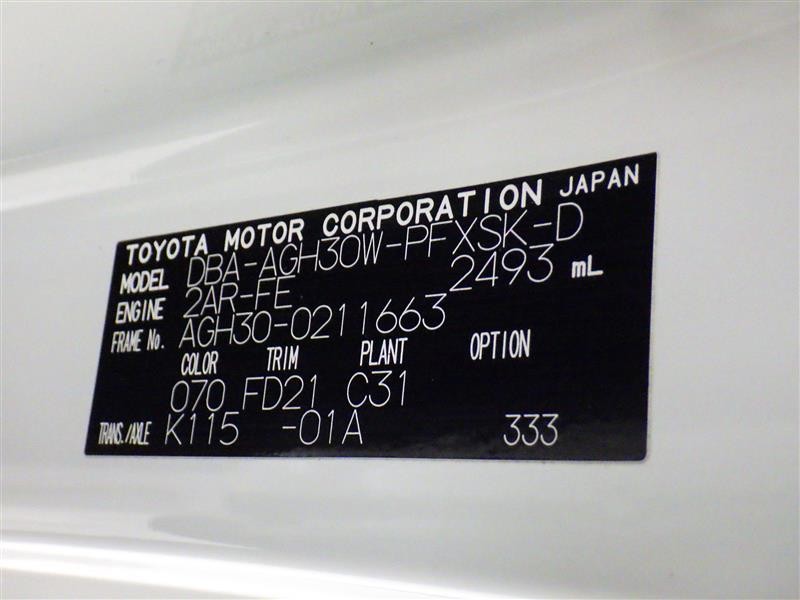 TOYOTA MOTOR CORPORATION JAPAN
MODEL DBA-AGH30W-PFXSK-D
ENGINE 2AR-FE 2493 mL
FRAME No. AGH30-0211663
COLOR TRIM PLANT OPTION
070 FD21 C31
TRANS./AXLE K115 -01A 333